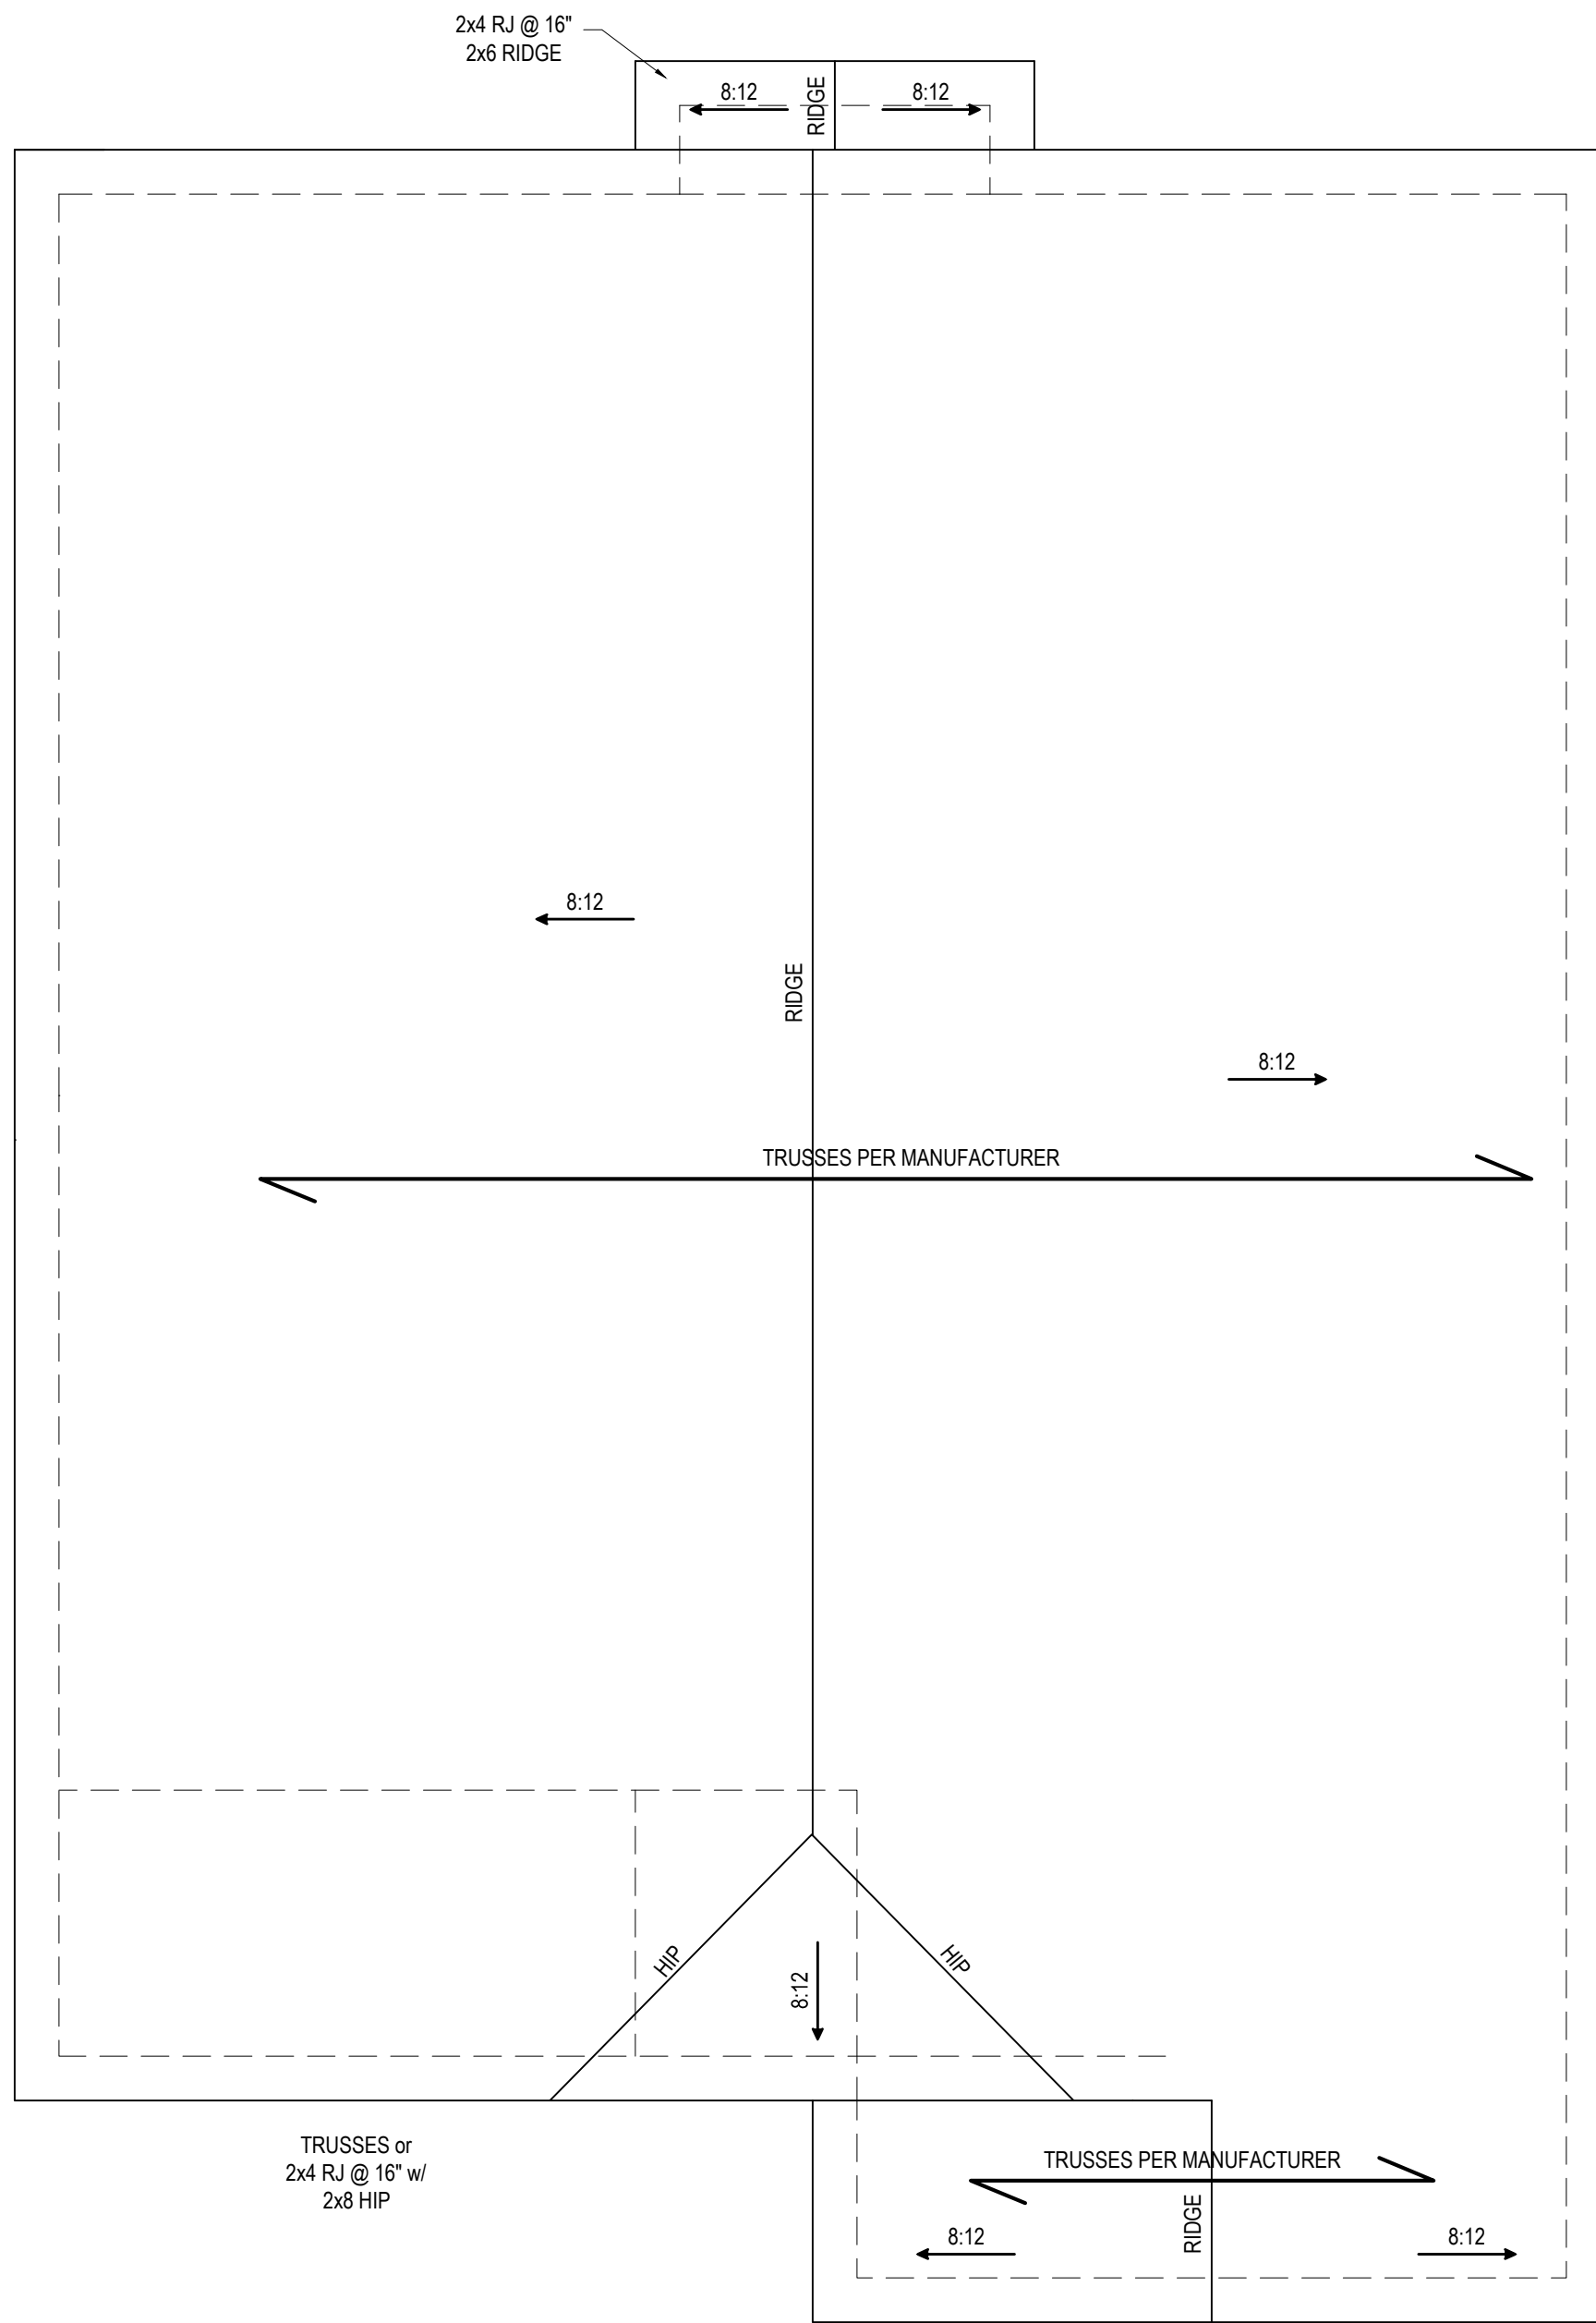 2x4 RJ @ 16"
2x6 RIDGE
8:12
RIDGE
8:12
8:12
RIDGE
8:12
TRUSSES PER MANUFACTURER
HIP
HIP
8:12
TRUSSES or
2x4 RJ @ 16" w/
2x8 HIP
TRUSSES PER MANUFACTURER
RIDGE
8:12
8:12